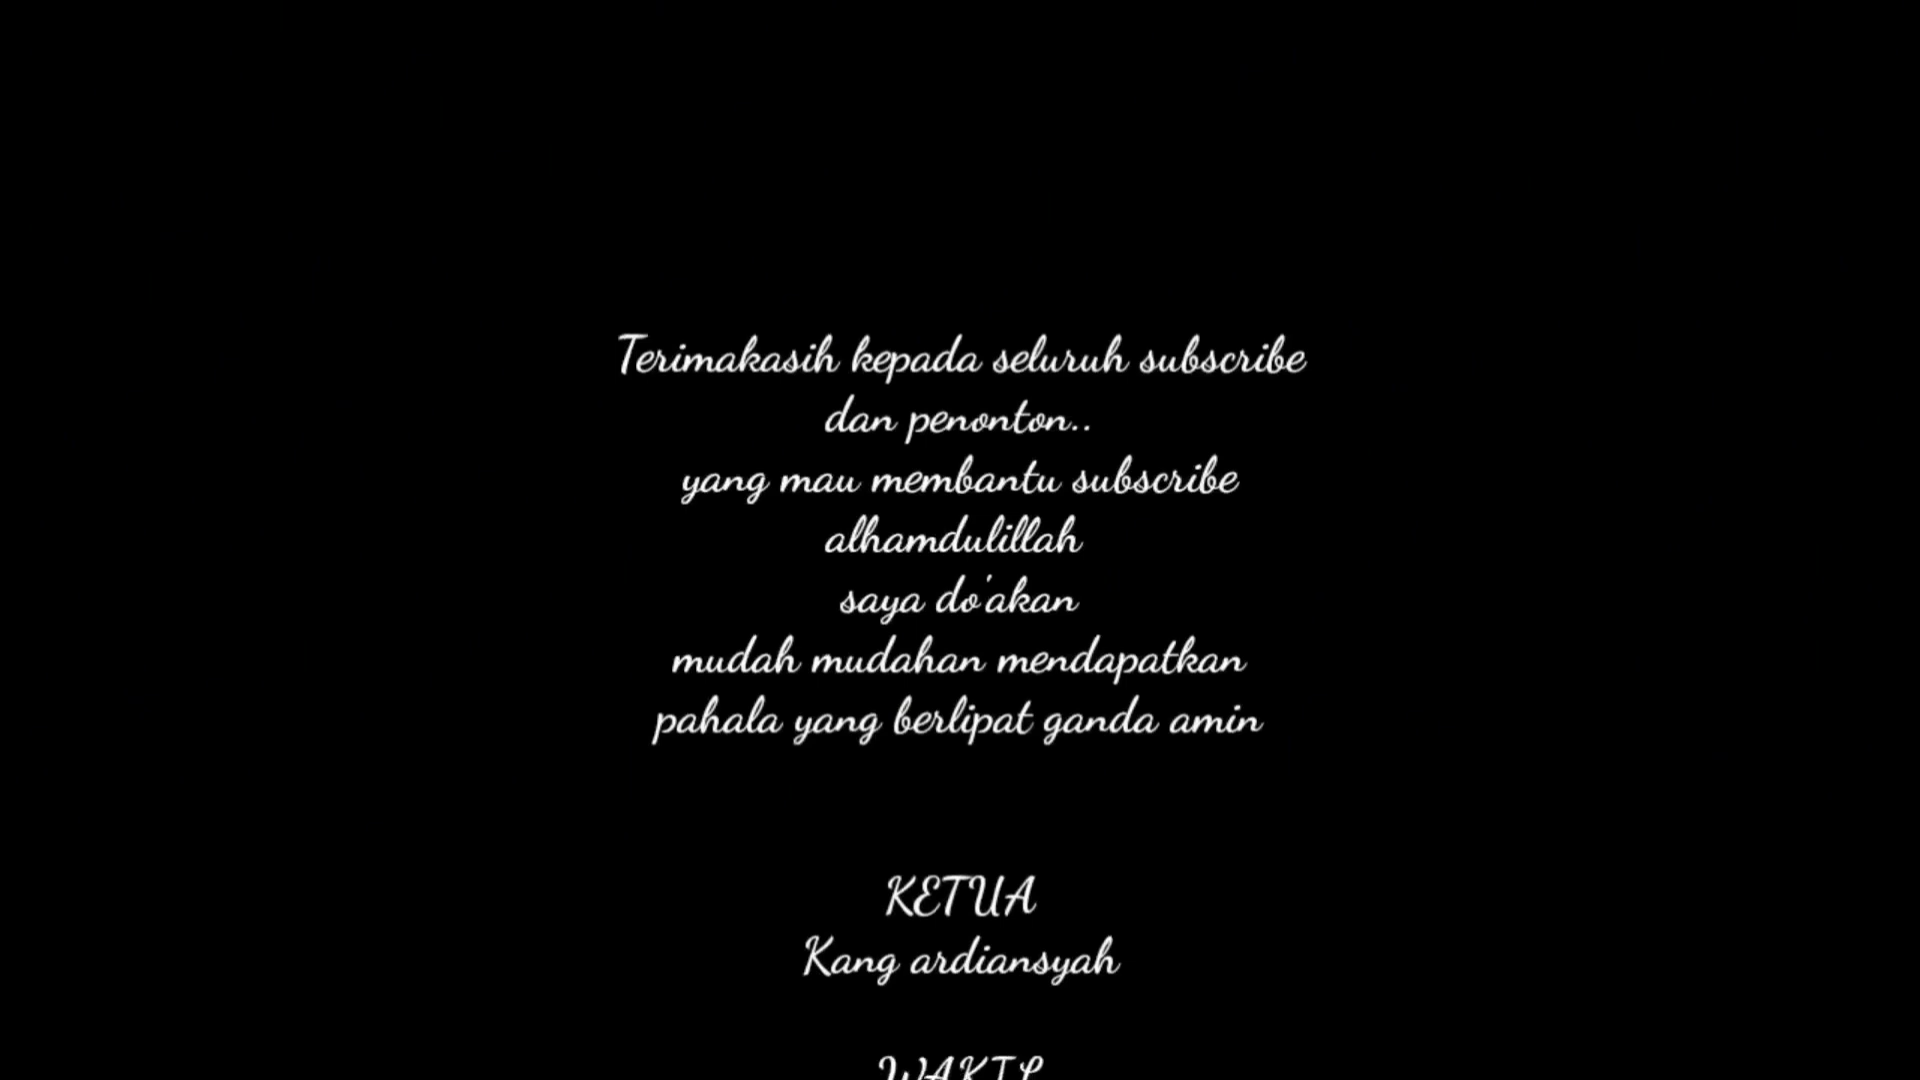 Terimakasih kepada seluruh subscribe
dan penonton..
yang mau membantu subscribe
alhamdulillah
saya do'akan
mudah mudahan mendapatkan
pahala yang berlipat ganda amin
KETUA
Kang ardiansyah
WAKIL